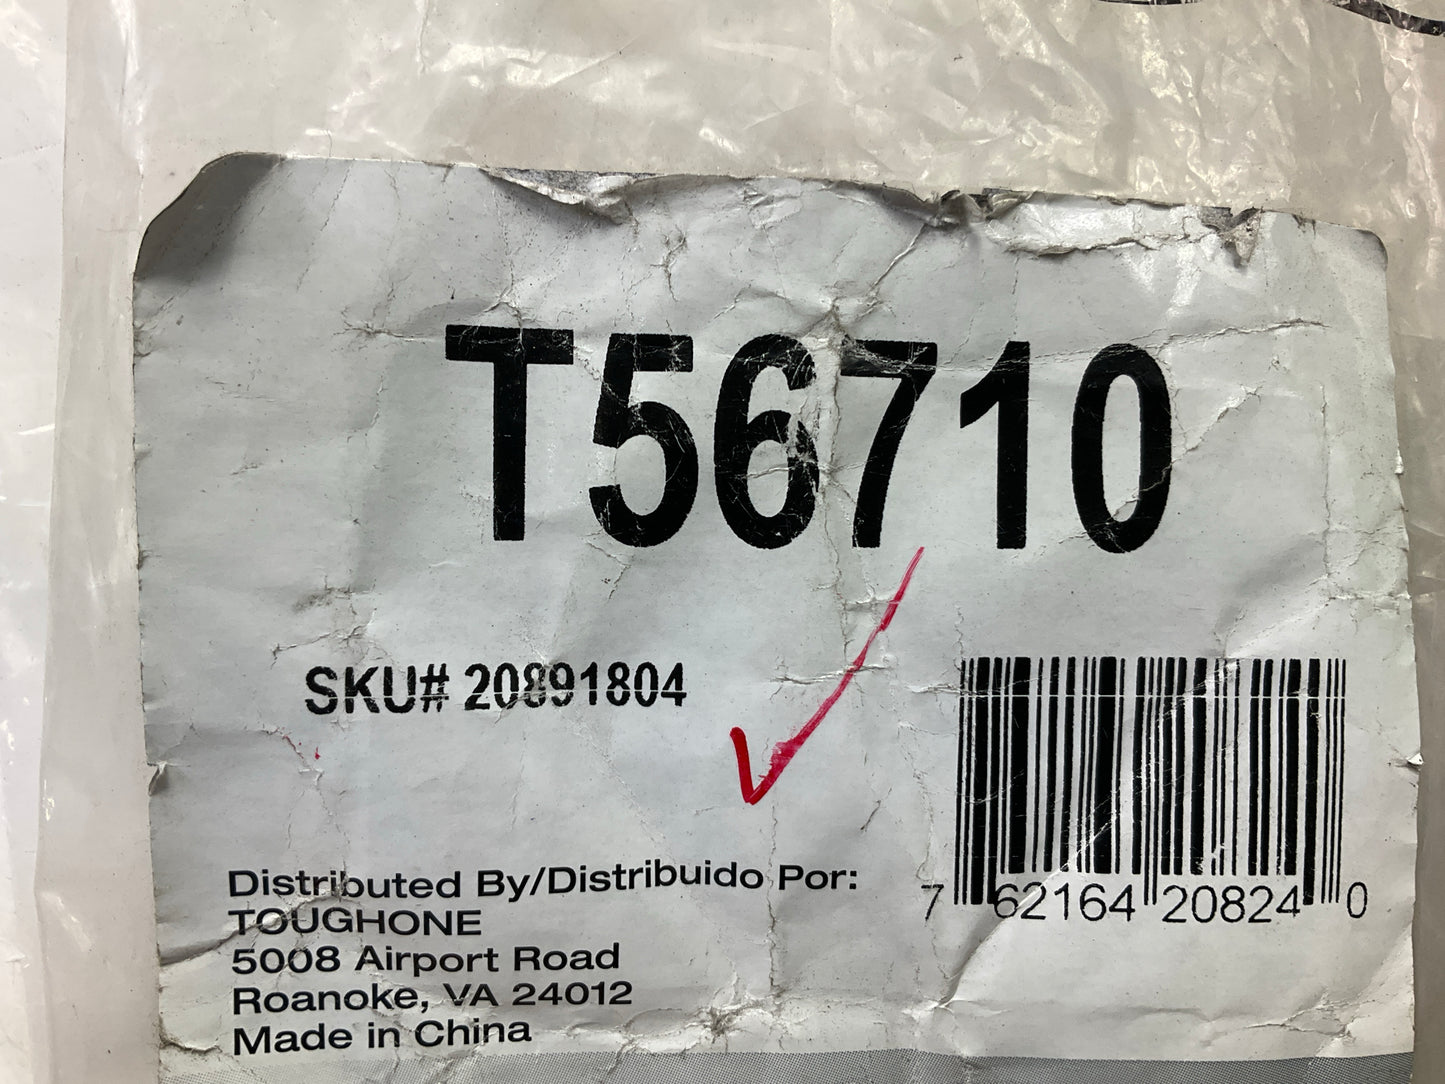 T56710
SKU# 20891804
7 62164 20824 0
Distributed By/Distribuido Por:
TOUGHONE
5008 Airport Road
Roanoke, VA 24012
Made in China